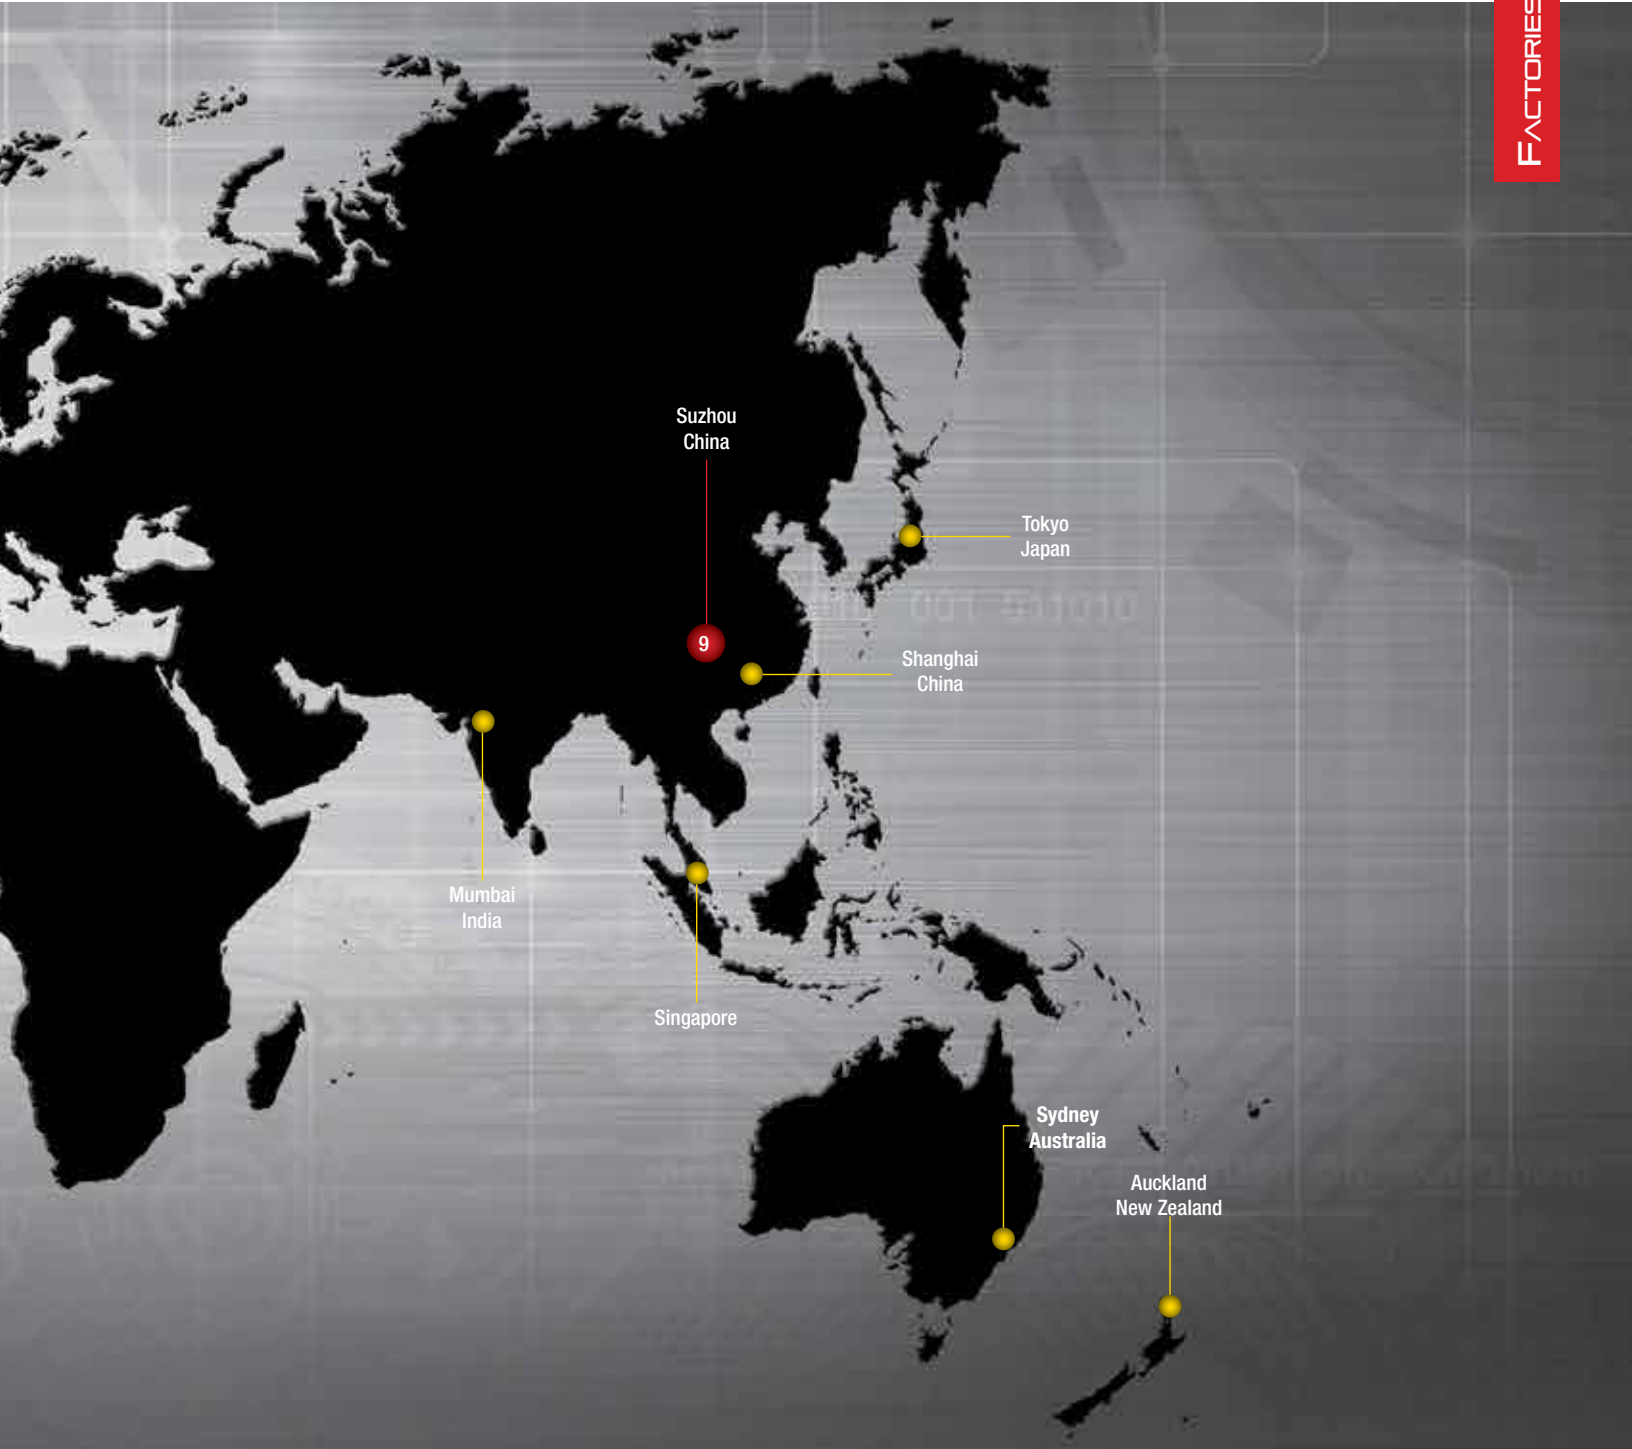 FACTORIES
Suzhou
China
Tokyo
Japan
9
Shanghai
China
Mumbai
India
Singapore
Sydney
Australia
Auckland
New Zealand